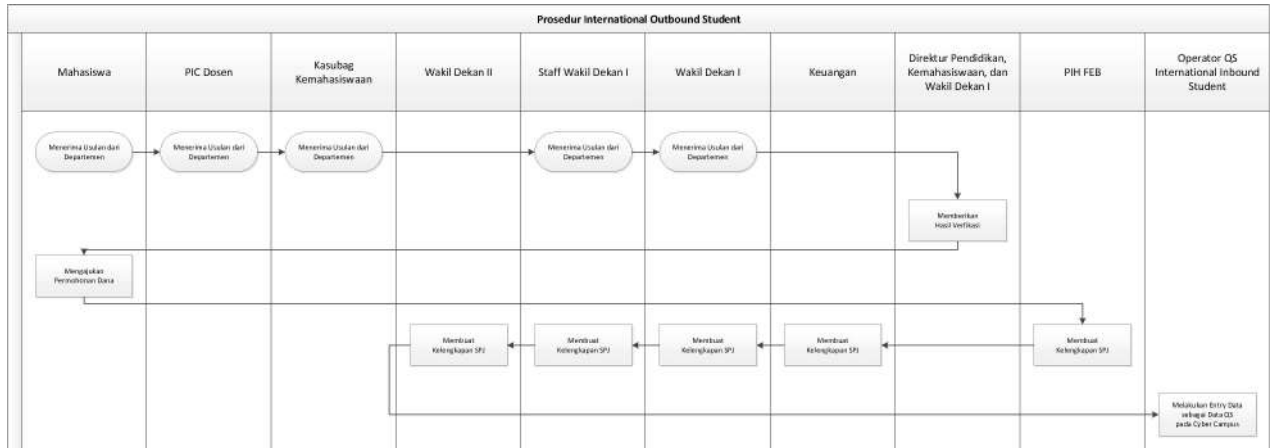 Prosedur International Outbound Student
Mahasiswa
PIC Dosen
Kasubag
Kemahasiswaan
Wakil Dekan II
Staff Wakil Dekan I
Wakil Dekan I
Keuangan
Direktur Pendidikan,
Kemahasiswaan, dan
Wakil Dekan I
PIH FEB
Operator QS
International Inbound
Student
Menerima Usulan dari
Departemen
Menerima Usulan dari
Departemen
Menerima Usulan dari
Departemen
Menerima Usulan dari
Departemen
Menerima Usulan dari
Departemen
Memberikan
Hasil Verfikasi
Mengajukan
Permohonan Dana
Membuat
Kelengkapan SPJ
Membuat
Kelengkapan SPJ
Membuat
Kelengkapan SPJ
Membuat
Kelengkapan SPJ
Membuat
Kelengkapan SPJ
Melakukan Entry Data
sebagai Data QS
pada Cyber Campus